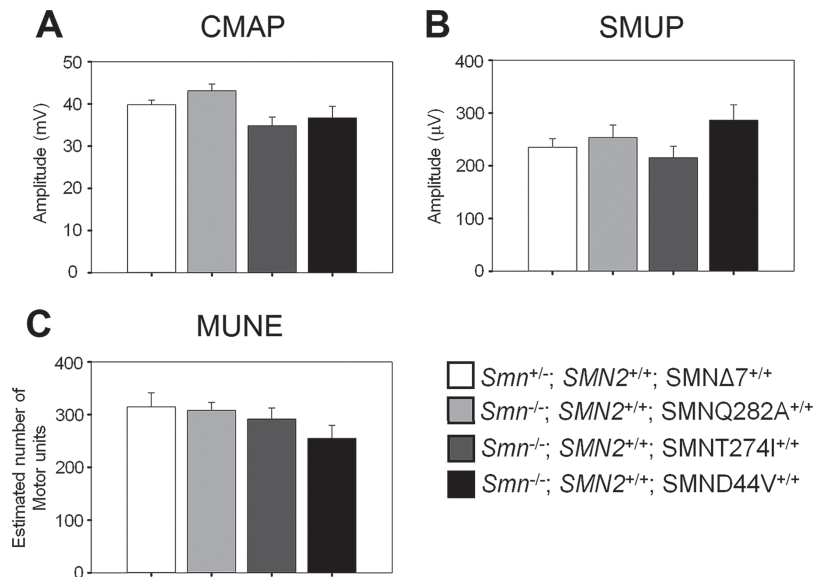 A
CMAP
Amplitude (mV)
50
40
30
20
10
0
B
SMUP
Amplitude (μV)
400
300
200
100
0
C
MUNE
Estimated number of
Motor units
400
300
200
100
0
Smn+/-; SMN2+/+; SMNΔ7+/+
Smn-/-; SMN2+/+; SMNQ282A+/+
Smn-/-; SMN2+/+; SMNT274I+/+
Smn-/-; SMN2+/+; SMND44V+/+